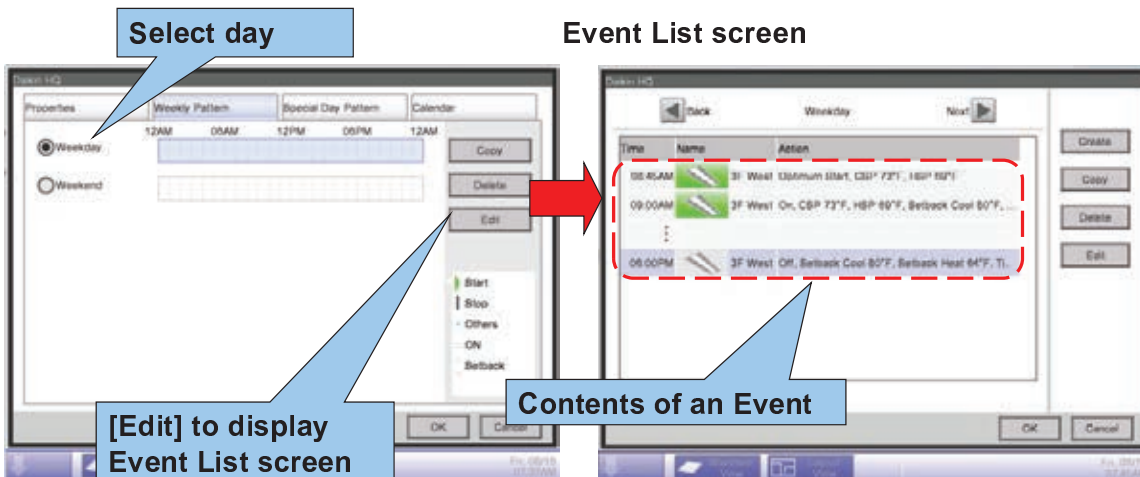 Select day
Event List screen
Daikin HQ
Properties
Weekly Pattern
Special Day Pattern
Calendar
12AM 06AM 12PM 06PM 12AM
Weekday
Weekend
Copy
Delete
Edit
Start
Stop
Others
ON
Setback
OK
Cancel
[Edit] to display
Event List screen
Daikin HQ
Back
Weekday
Next
Time Name Action
08:45AM 3F West Optimum Start, CSP 73°F, HSP 69°F
09:00AM 3F West On, CSP 73°F, HSP 69°F, Setback Cool 80°F, ...
06:00PM 3F West Off, Setback Cool 80°F, Setback Heat 64°F, Ti..
Create
Copy
Delete
Edit
Contents of an Event
OK
Cancel